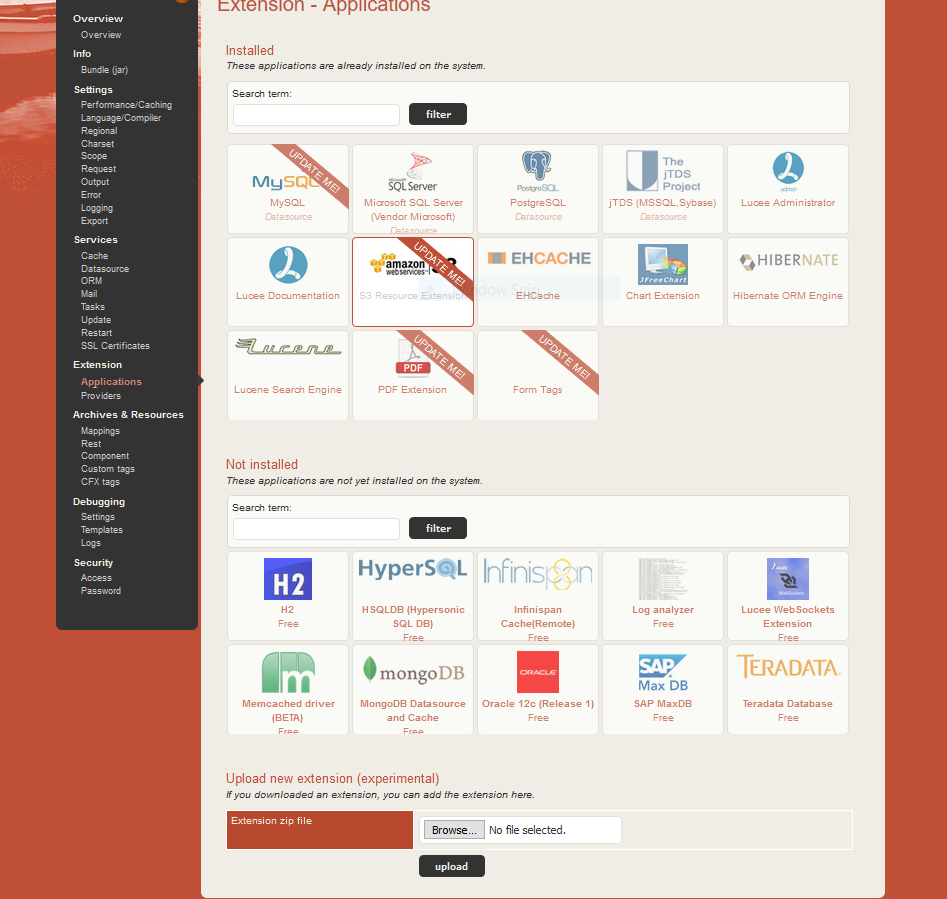 Extension - Applications
Overview
Overview
Info
Bundle (jar)
Settings
Performance/Caching
Language/Compiler
Regional
Charset
Scope
Request
Output
Error
Logging
Export
Services
Cache
Datasource
ORM
Mail
Tasks
Update
Restart
SSL Certificates
Extension
Applications
Providers
Archives & Resources
Mappings
Rest
Component
Custom tags
CFX tags
Debugging
Settings
Templates
Logs
Security
Access
Password
Installed
These applications are already installed on the system.
Search term:
filter
UPDATE ME!
MySQL
MySQL
Datasource
Microsoft
SQL Server
Microsoft SQL Server
(Vendor Microsoft)
Datasource
PostgreSQL
PostgreSQL
Datasource
The
jTDS
Project
jTDS (MSSQL,Sybase)
Datasource
admin
Lucee Administrator
Lucee Documentation
UPDATE ME!
amazon
webservices
S3 Resource Extension
Window Snip
EHCACHE
EHCache
JFreeChart
Chart Extension
HIBERNATE
Hibernate ORM Engine
Lucene
Lucene Search Engine
UPDATE ME!
PDF
PDF Extension
UPDATE ME!
Form Tags
Not installed
These applications are not yet installed on the system.
Search term:
filter
H2
H2
Free
HyperSQL
HSQLDB (Hypersonic
SQL DB)
Free
Infinispan
Infinispan
Cache(Remote)
Free
Log analyzer
Free
Lucee
WebSockets
Lucee WebSockets
Extension
Free
Memcached driver
(BETA)
Free
mongoDB
MongoDB Datasource
and Cache
Free
ORACLE
Oracle 12c (Release 1)
Free
SAP
Max DB
SAP MaxDB
Free
TERADATA
Teradata Database
Free
Upload new extension (experimental)
If you downloaded an extension, you can add the extension here.
Extension zip file
Browse... No file selected.
upload